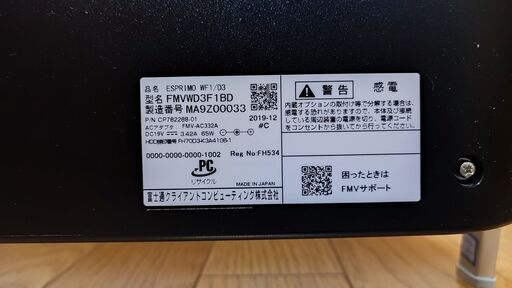 品名 ESPRIMO WF1/D3
型名 FMVWD3F1BD
製造番号 MA9Z00033
P/N CP782288-01
ACアダプタ FMV-AC332A
DC19V 3.42A 65W
2019-12
#C
0000-0000-0000-1002
Reg No:FH534
PC
リサイクル
MADE IN JAPAN
富士通クライアントコンピューティング株式会社
警告 感電
内蔵オプションの取付け等で分解する場合は、
感電するおそれがありますので、本体および接
続している周辺装置の電源を切り、電源コード
をコンセントから抜いてから行ってください。
困ったときは
FMVサポート